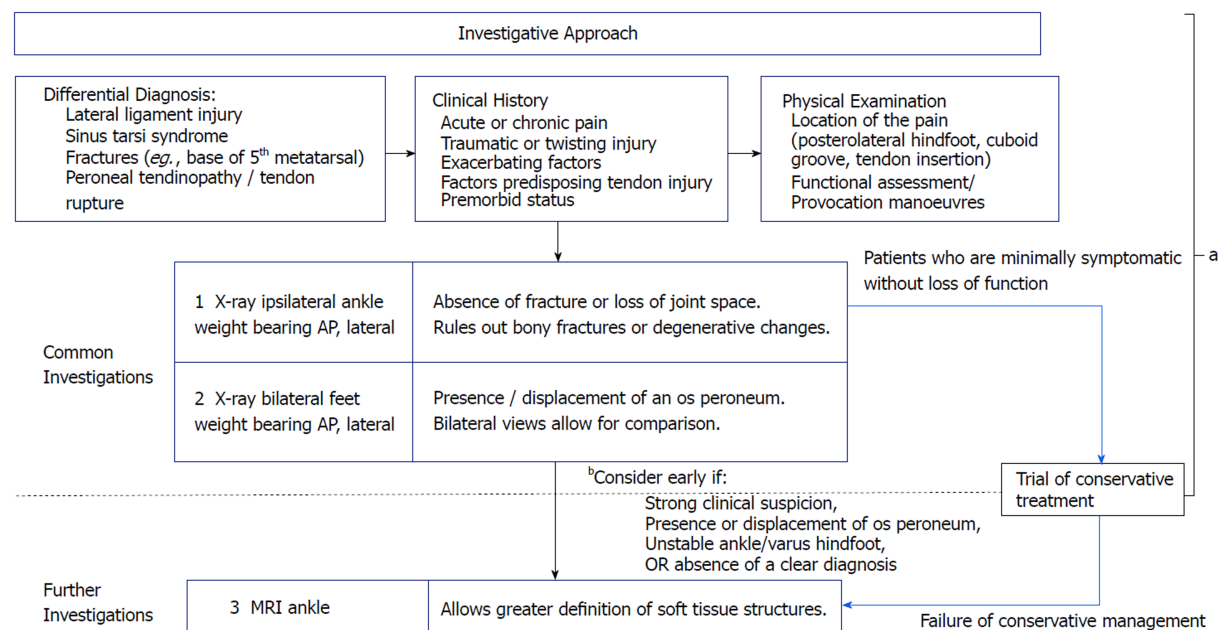 Investigative Approach
Differential Diagnosis:
Lateral ligament injury
Sinus tarsi syndrome
Fractures (eg., base of 5th metatarsal)
Peroneal tendinopathy / tendon
rupture
Clinical History
Acute or chronic pain
Traumatic or twisting injury
Exacerbating factors
Factors predisposing tendon injury
Premorbid status
Physical Examination
Location of the pain
(posterolateral hindfoot, cuboid
groove, tendon insertion)
Functional assessment/
Provocation manoeuvres
a
Patients who are minimally symptomatic
without loss of function
Common
Investigations
1 X-ray ipsilateral ankle
weight bearing AP, lateral
Absence of fracture or loss of joint space.
Rules out bony fractures or degenerative changes.
2 X-ray bilateral feet
weight bearing AP, lateral
Presence / displacement of an os peroneum.
Bilateral views allow for comparison.
Trial of conservative
treatment
bConsider early if:
Strong clinical suspicion,
Presence or displacement of os peroneum,
Unstable ankle/varus hindfoot,
OR absence of a clear diagnosis
Further
Investigations
3 MRI ankle
Allows greater definition of soft tissue structures.
Failure of conservative management